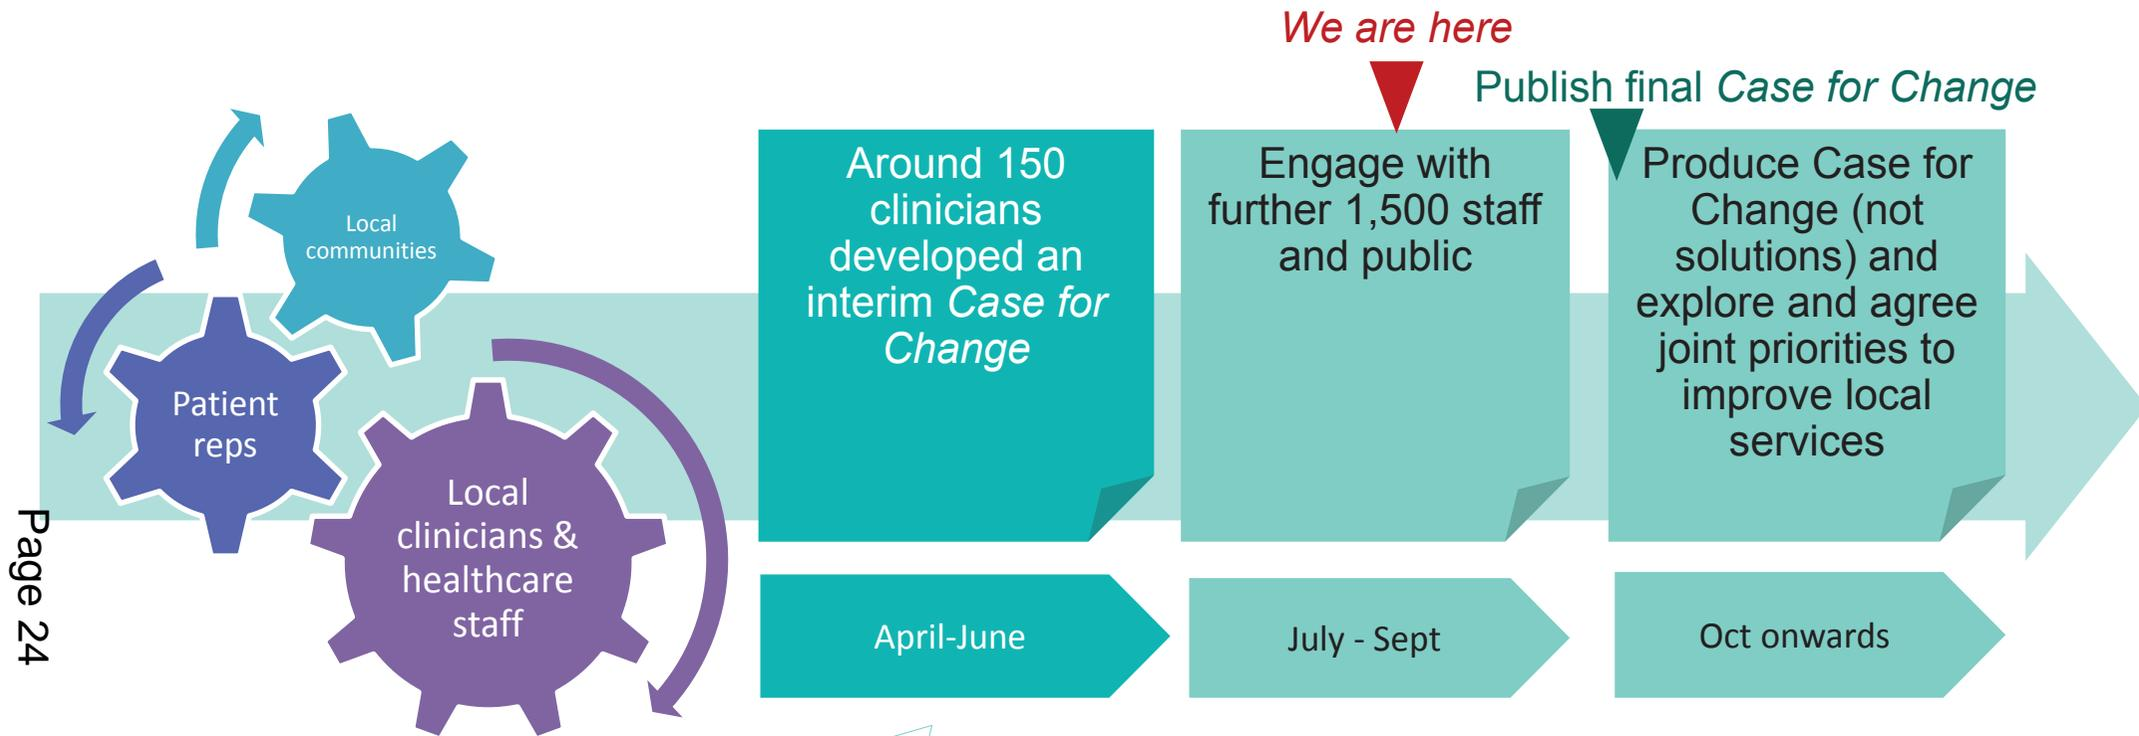 We are here
Publish final Case for Change
Local
communities
Patient
reps
Local
clinicians &
healthcare
staff
Around 150
clinicians
developed an
interim Case for
Change
Engage with
further 1,500 staff
and public
Produce Case for
Change (not
solutions) and
explore and agree
joint priorities to
improve local
services
April-June
July - Sept
Oct onwards
Page 24